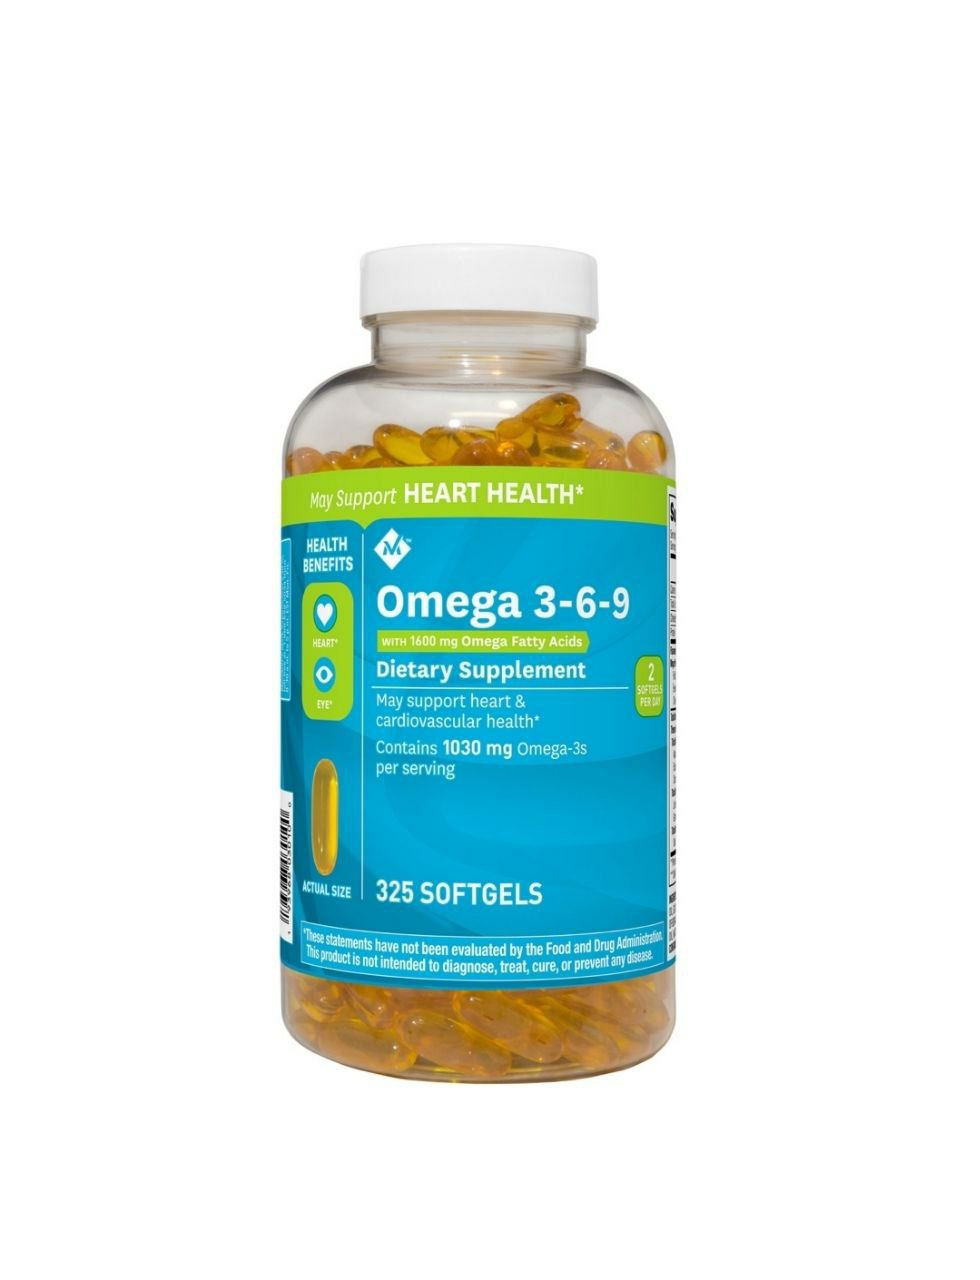 May Support HEART HEALTH*
HEALTH
BENEFITS
HEART*
EYE*
ACTUAL SIZE
M™
Omega 3-6-9
WITH 1600 mg Omega Fatty Acids
Dietary Supplement
2
SOFTGELS
PER DAY
May support heart &
cardiovascular health*
Contains 1030 mg Omega-3s
per serving
325 SOFTGELS
*These statements have not been evaluated by the Food and Drug Administration.
This product is not intended to diagnose, treat, cure, or prevent any disease.